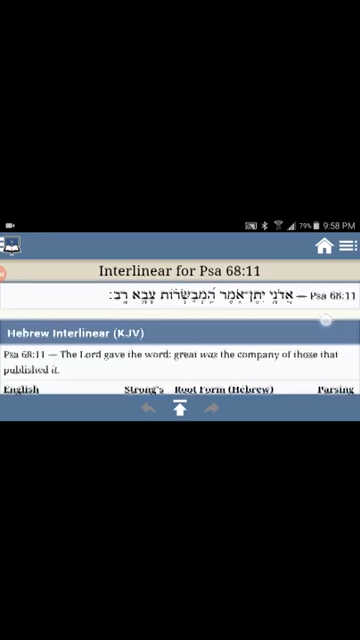 79% 9:58 PM
Interlinear for Psa 68:11
אֲדֹנָ֥י יִתֶּן־אֹ֑מֶר הַֽ֝מְבַשְּׂר֗וֹת צָבָ֥א רָֽב׃ — Psa 68:11
Hebrew Interlinear (KJV)
Psa 68:11 — The Lord gave the word: great was the company of those that
published it.
English Strong's Root Form (Hebrew) Parsing